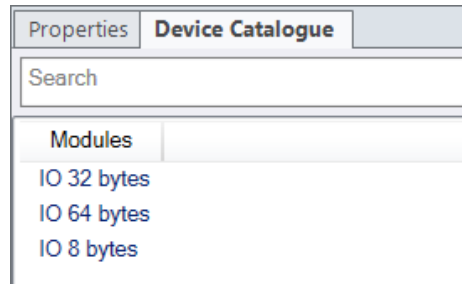 Properties Device Catalogue
Search
Modules
IO 32 bytes
IO 64 bytes
IO 8 bytes